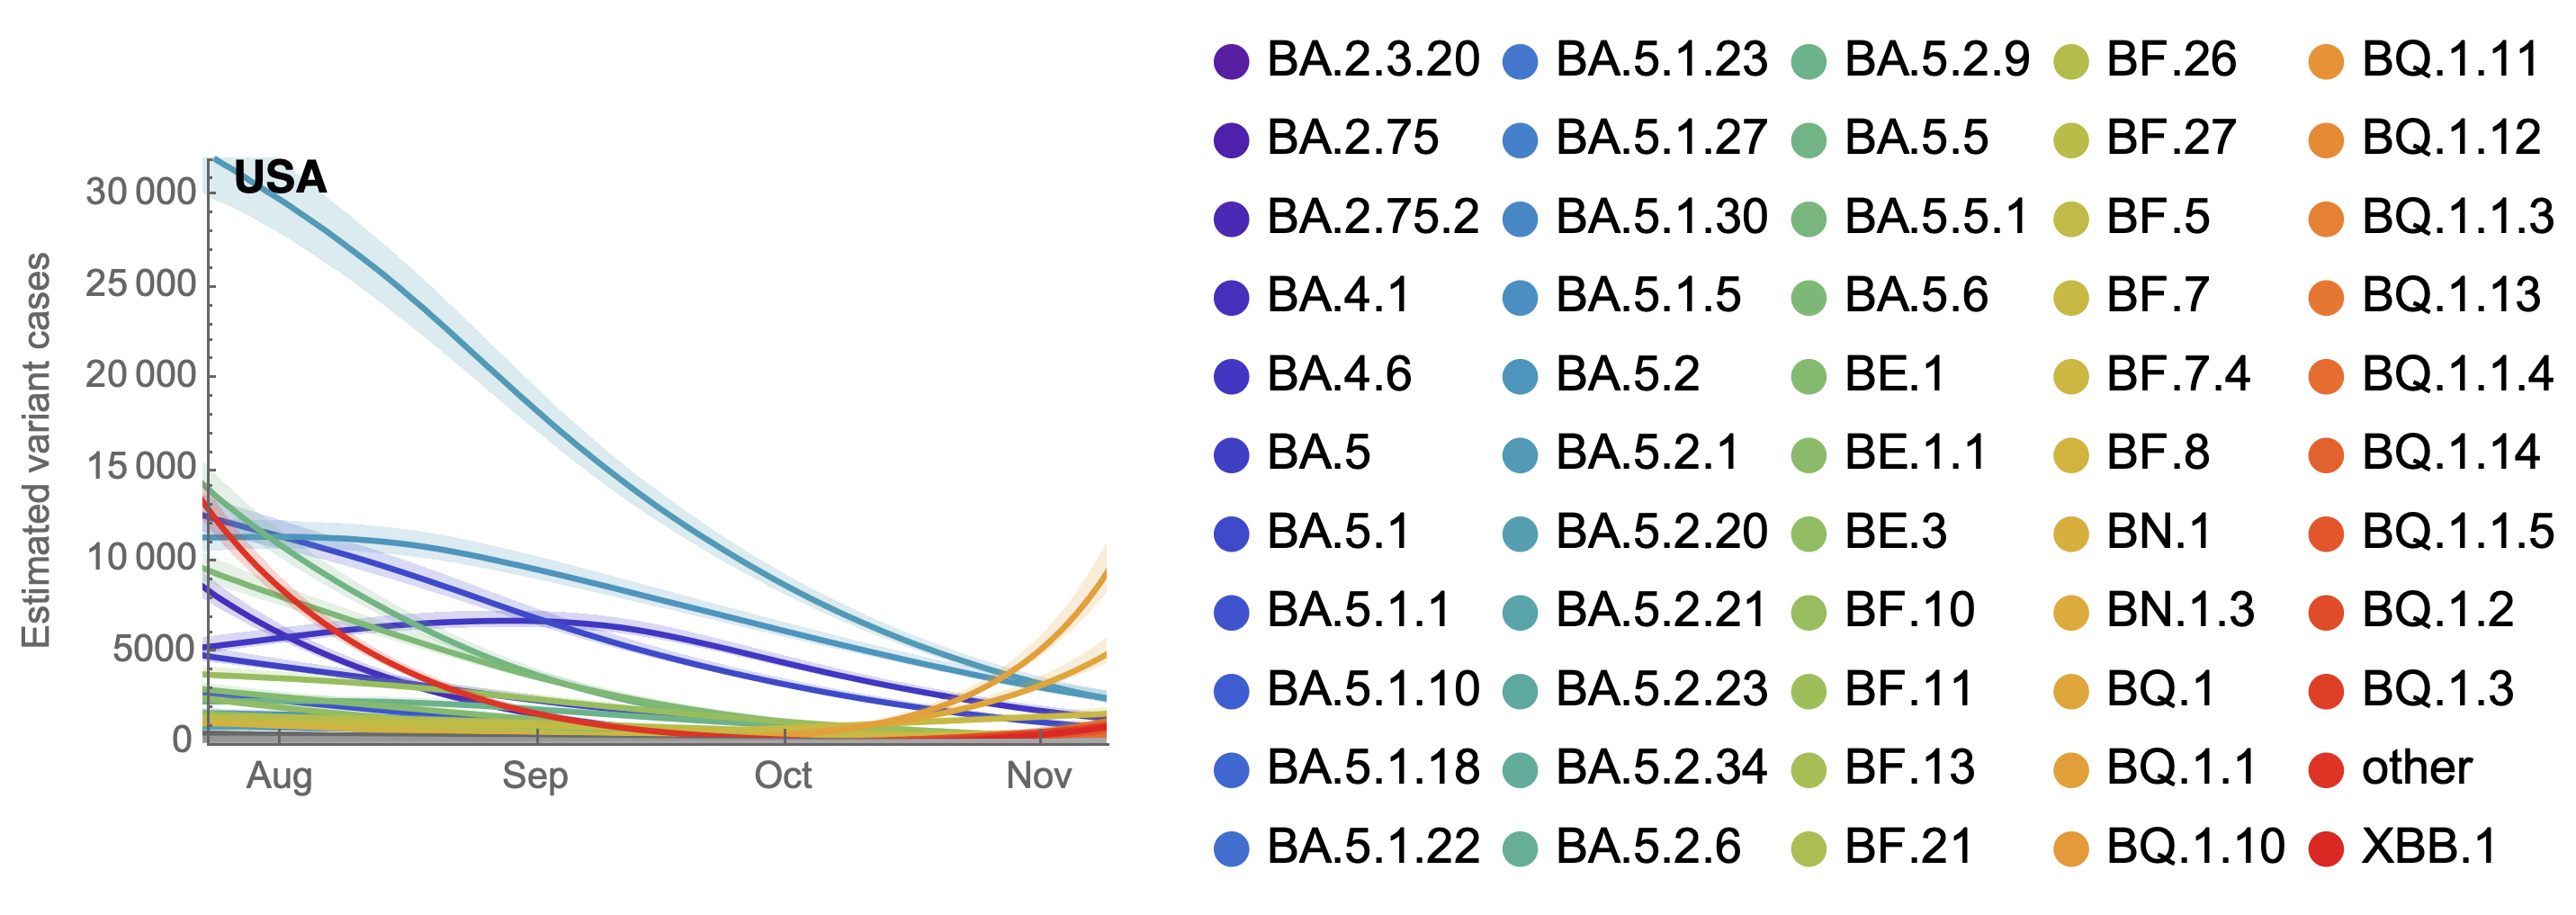 USA
Estimated variant cases
30 000
25 000
20 000
15 000
10 000
5000
0
Aug Sep Oct Nov
BA.2.3.20 BA.5.1.23 BA.5.2.9 BF.26 BQ.1.11
BA.2.75 BA.5.1.27 BA.5.5 BF.27 BQ.1.12
BA.2.75.2 BA.5.1.30 BA.5.5.1 BF.5 BQ.1.1.3
BA.4.1 BA.5.1.5 BA.5.6 BF.7 BQ.1.13
BA.4.6 BA.5.2 BE.1 BF.7.4 BQ.1.1.4
BA.5 BA.5.2.1 BE.1.1 BF.8 BQ.1.14
BA.5.1 BA.5.2.20 BE.3 BN.1 BQ.1.1.5
BA.5.1.1 BA.5.2.21 BF.10 BN.1.3 BQ.1.2
BA.5.1.10 BA.5.2.23 BF.11 BQ.1 BQ.1.3
BA.5.1.18 BA.5.2.34 BF.13 BQ.1.1 other
BA.5.1.22 BA.5.2.6 BF.21 BQ.1.10 XBB.1